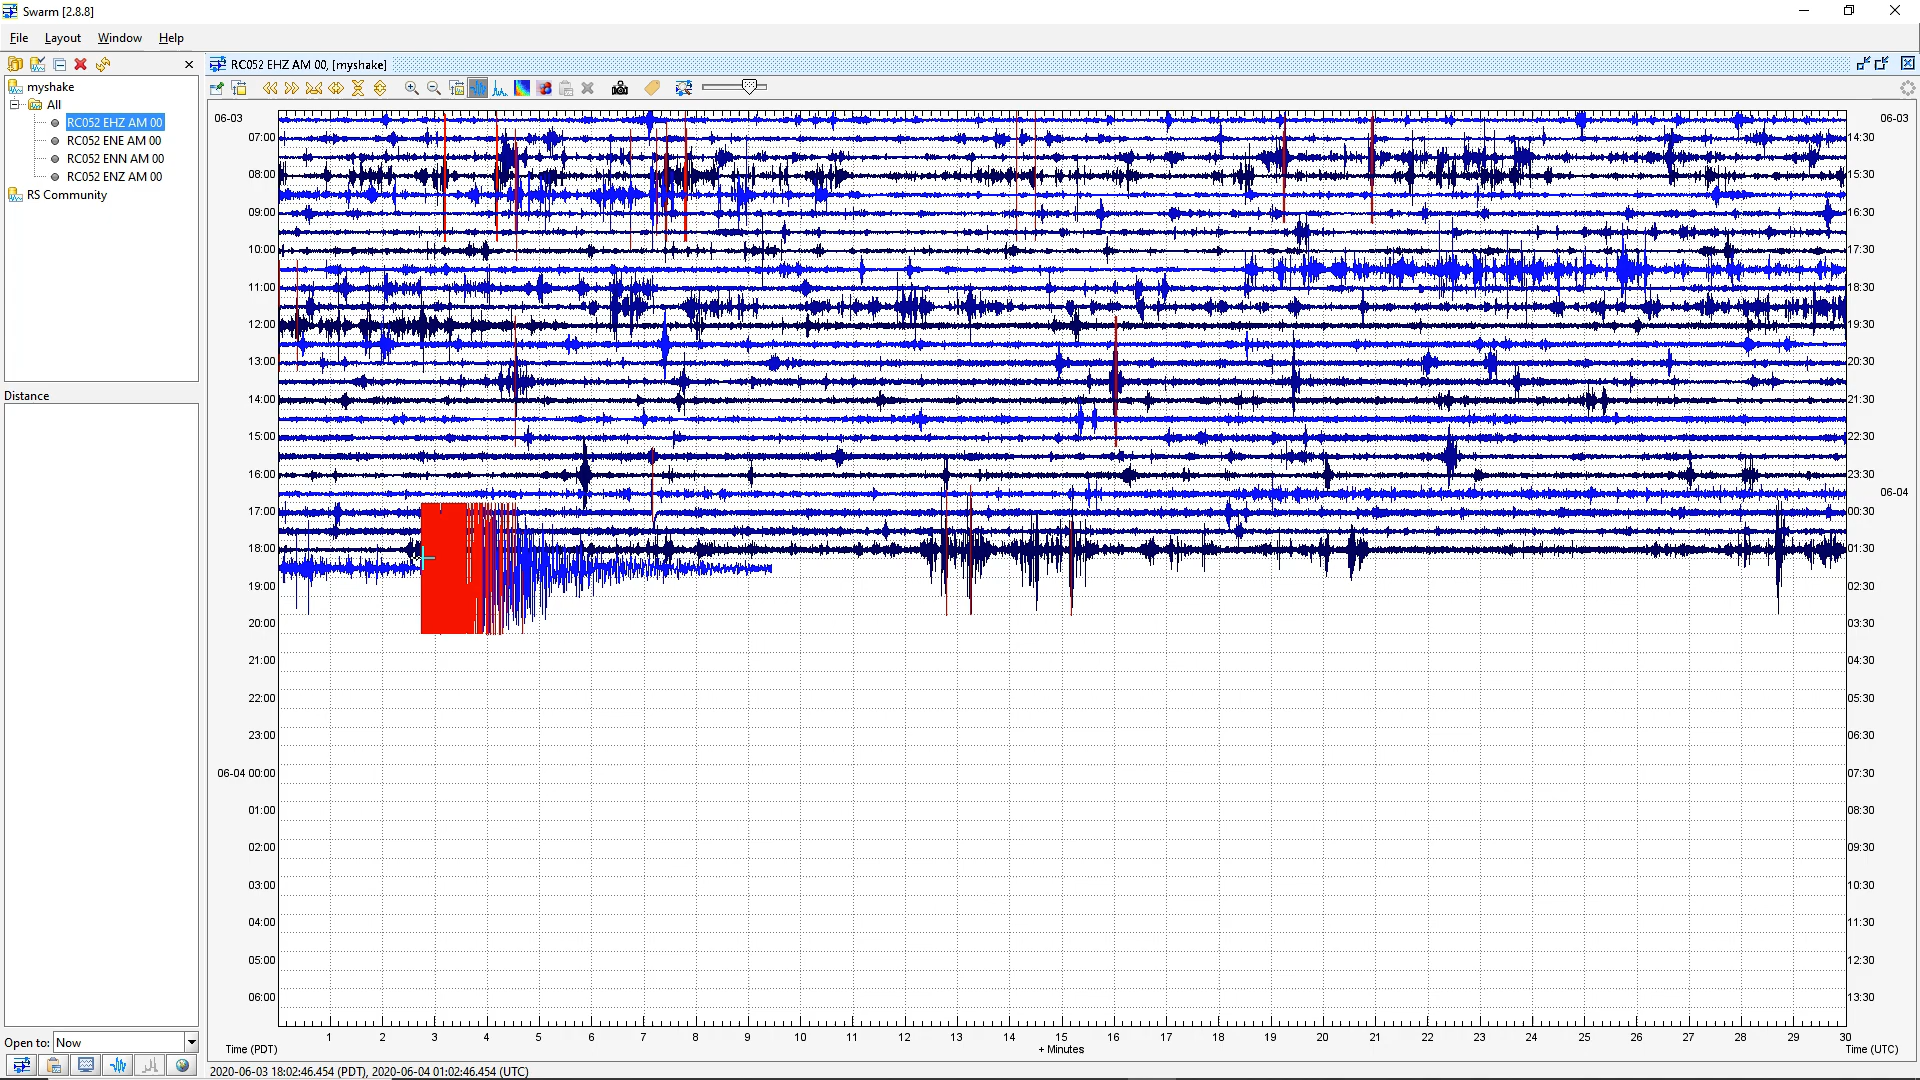 Swarm [2.8.8]
File Layout Window Help
RC052 EHZ AM 00, [myshake]
myshake
All
RC052 EHZ AM 00
RC052 ENE AM 00
RC052 ENN AM 00
RC052 ENZ AM 00
RS Community
Distance
Open to: Now
06-03 06-03
07:00 14:30
08:00 15:30
09:00 16:30
10:00 17:30
11:00 18:30
12:00 19:30
13:00 20:30
14:00 21:30
15:00 22:30
16:00 23:30
06-04
17:00 00:30
18:00 01:30
19:00 02:30
20:00 03:30
21:00 04:30
22:00 05:30
23:00 06:30
06-04 00:00 07:30
01:00 08:30
02:00 09:30
03:00 10:30
04:00 11:30
05:00 12:30
06:00 13:30
1 2 3 4 5 6 7 8 9 10 11 12 13 14 15 16 17 18 19 20 21 22 23 24 25 26 27 28 29 30
Time (PDT) + Minutes Time (UTC)
2020-06-03 18:02:46.454 (PDT), 2020-06-04 01:02:46.454 (UTC)